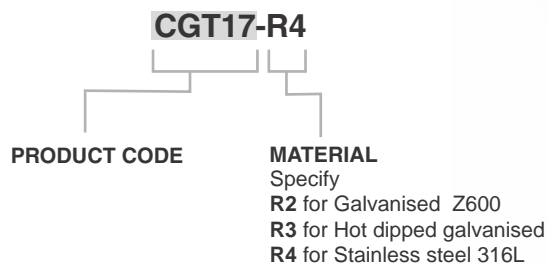 CGT17-R4
PRODUCT CODE
MATERIAL
Specify
R2 for Galvanised Z600
R3 for Hot dipped galvanised
R4 for Stainless steel 316L